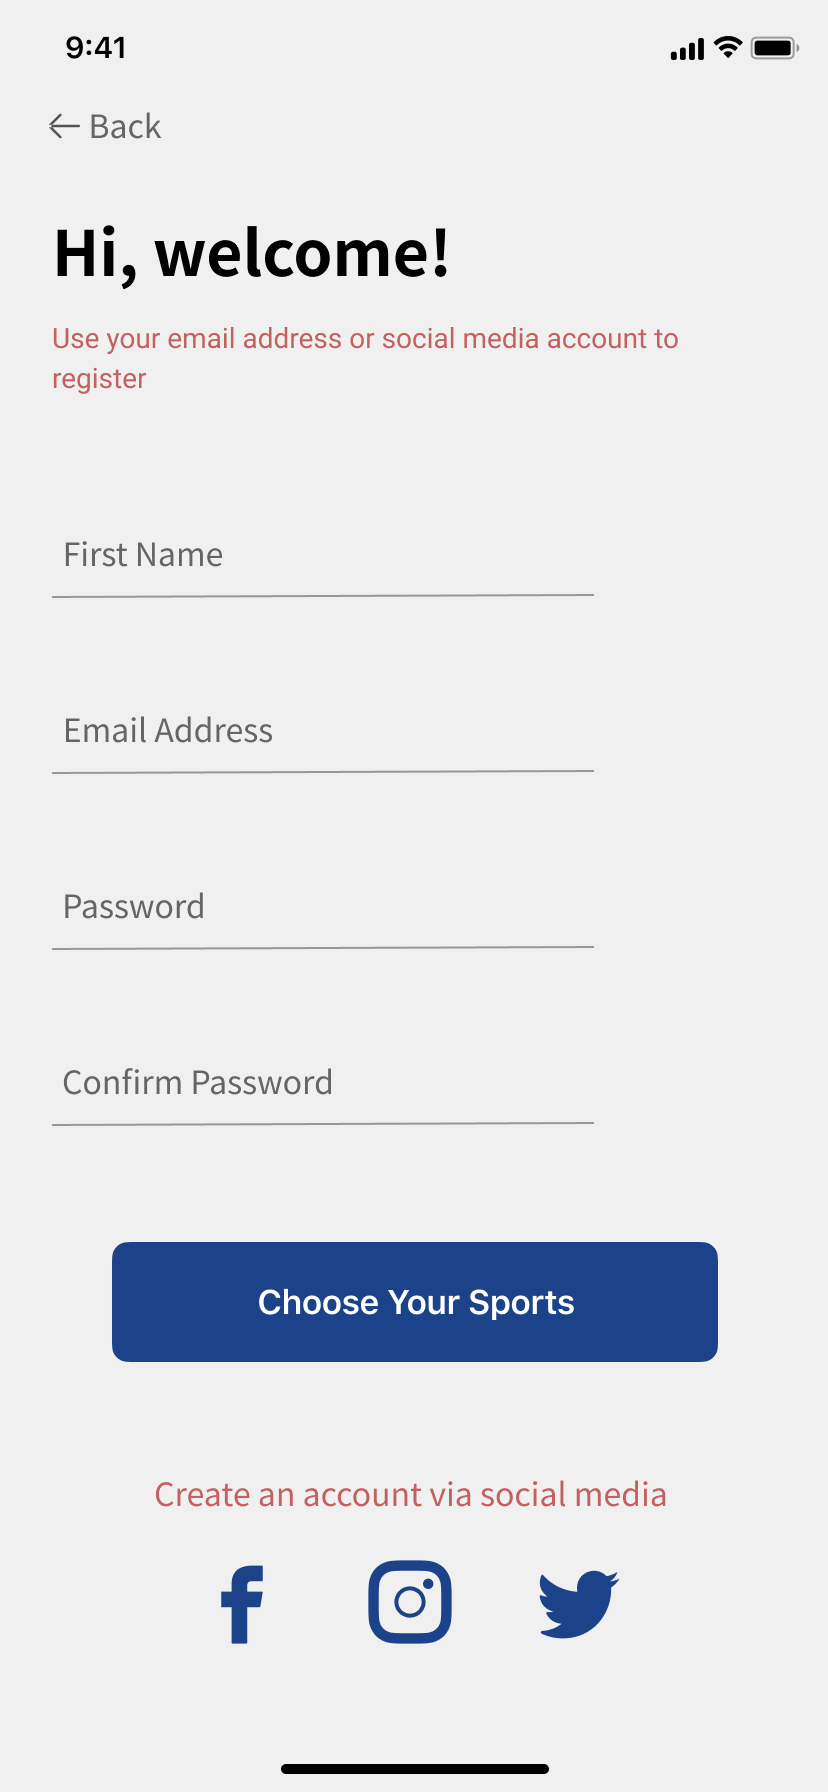 9:41
Back
Hi, welcome!
Use your email address or social media account to
register
First Name
Email Address
Password
Confirm Password
Choose Your Sports
Create an account via social media